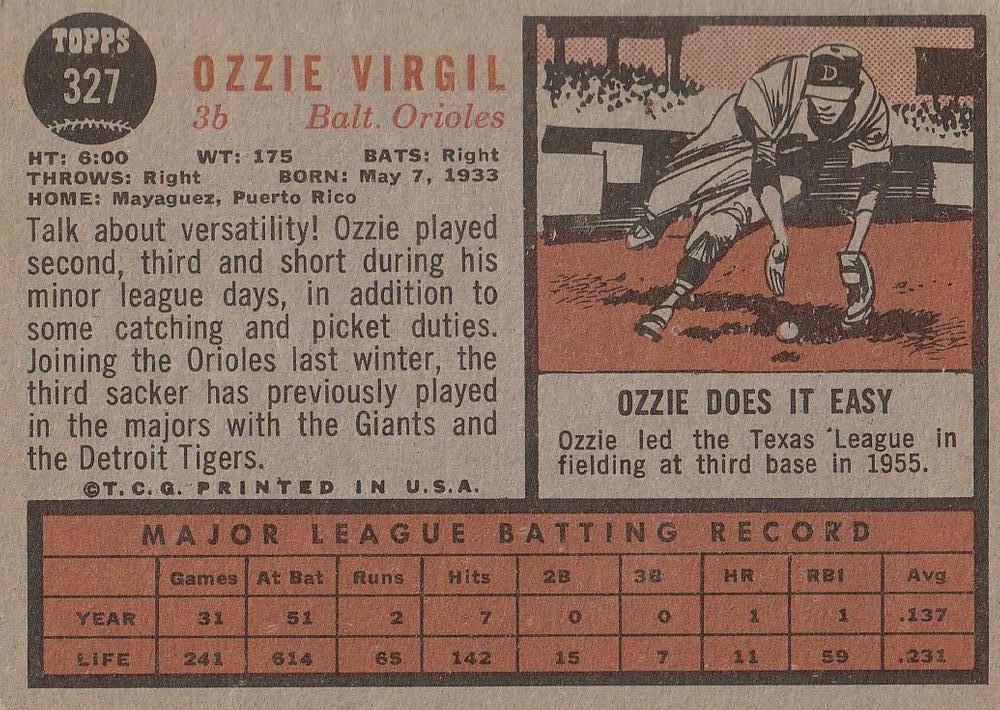 TOPPS
327
OZZIE VIRGIL
3b Balt. Orioles
HT: 6:00 WT: 175 BATS: Right
THROWS: Right BORN: May 7, 1933
HOME: Mayaguez, Puerto Rico
Talk about versatility! Ozzie played
second, third and short during his
minor league days, in addition to
some catching and picket duties.
Joining the Orioles last winter, the
third sacker has previously played
in the majors with the Giants and
the Detroit Tigers.
©T.C.G. PRINTED IN U.S.A.
D
OZZIE DOES IT EASY
Ozzie led the Texas League in
fielding at third base in 1955.
MAJOR LEAGUE BATTING RECORD
Games At Bat Runs Hits 2B 3B HR RBI Avg
YEAR 31 51 2 7 0 0 1 1 .137
LIFE 241 614 65 142 15 7 11 59 .231